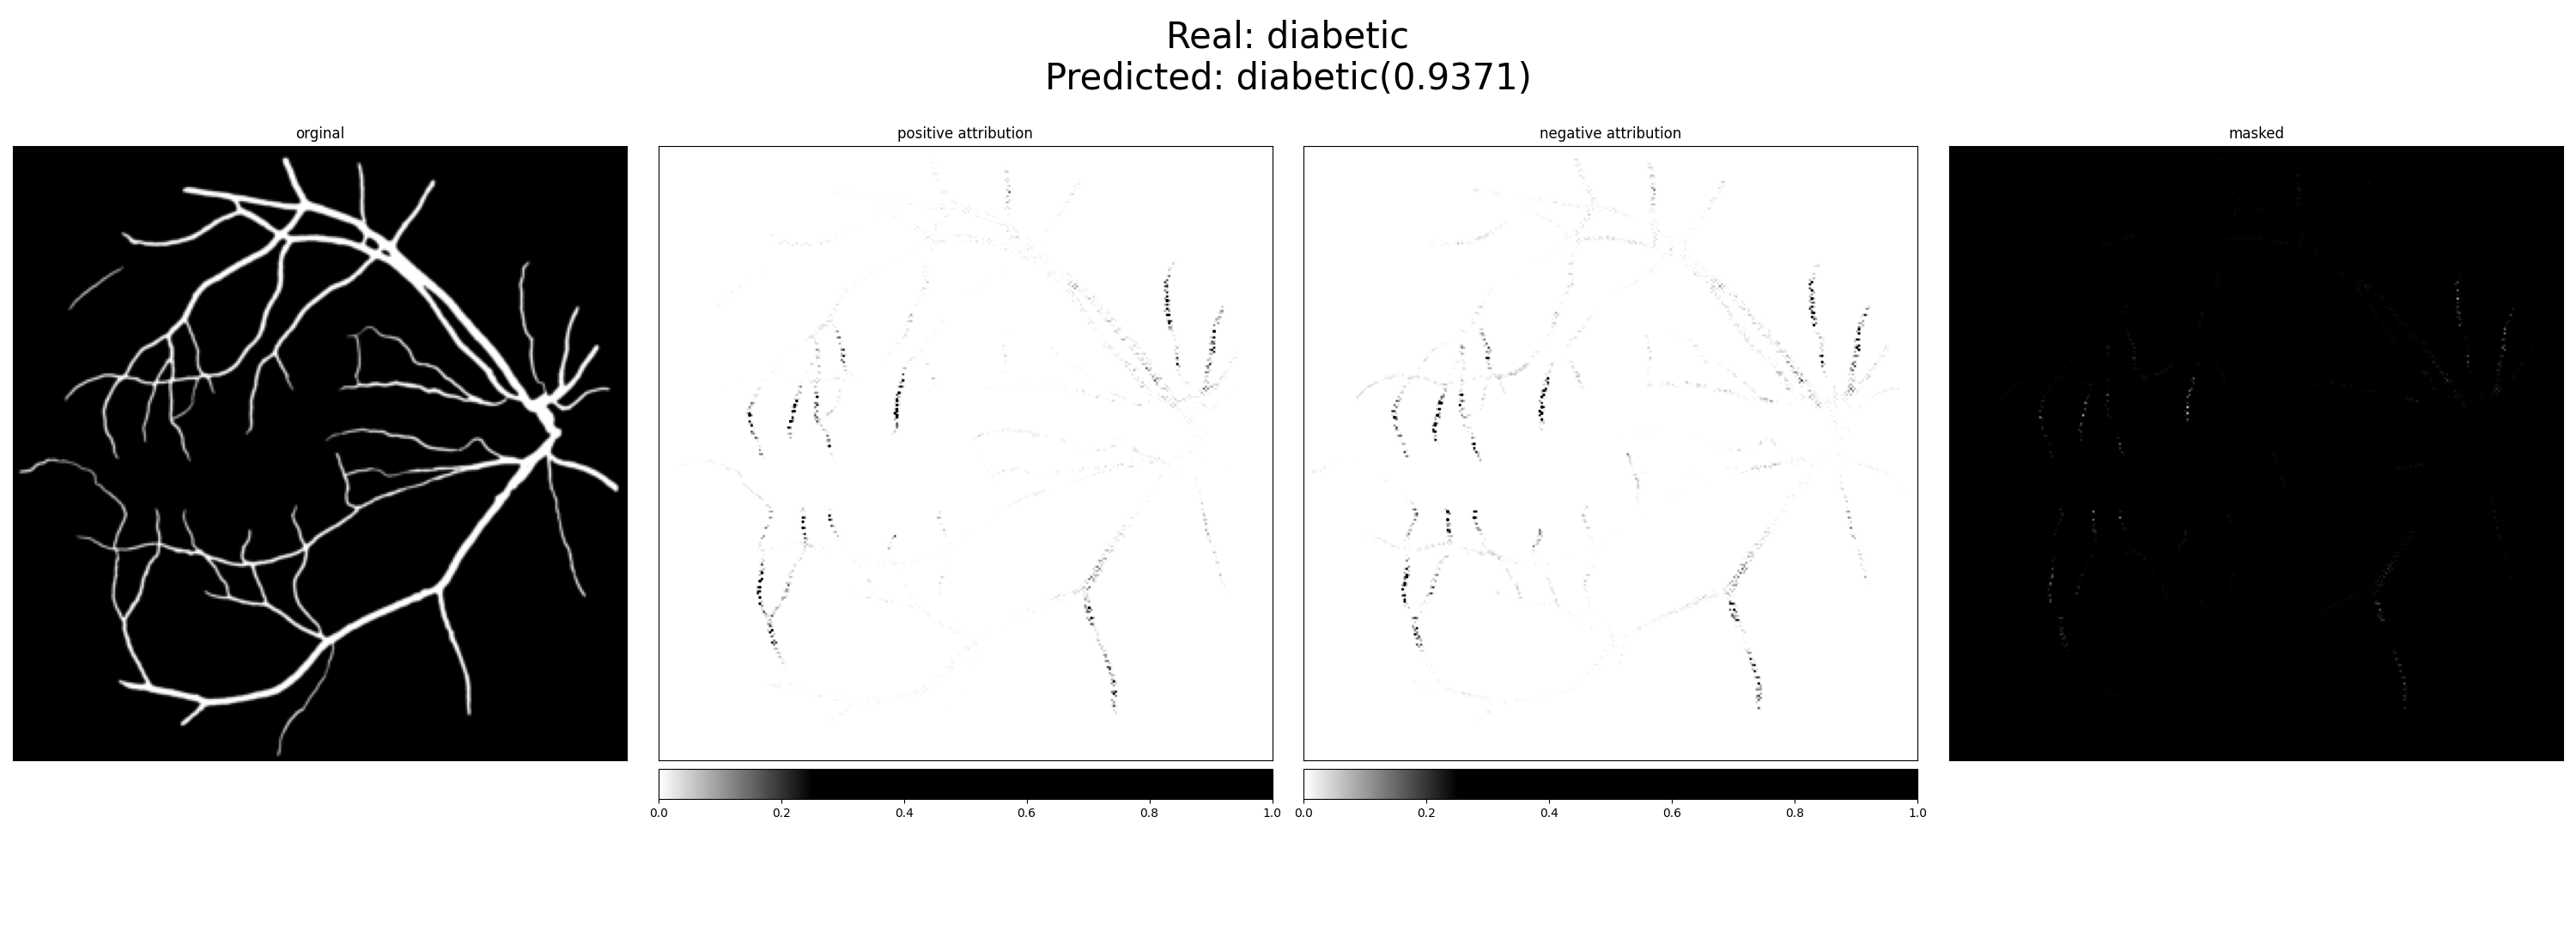 Real: diabetic
Predicted: diabetic(0.9371)
orginal
positive attribution
negative attribution
masked
0.0 0.2 0.4 0.6 0.8 1.0
0.0 0.2 0.4 0.6 0.8 1.0